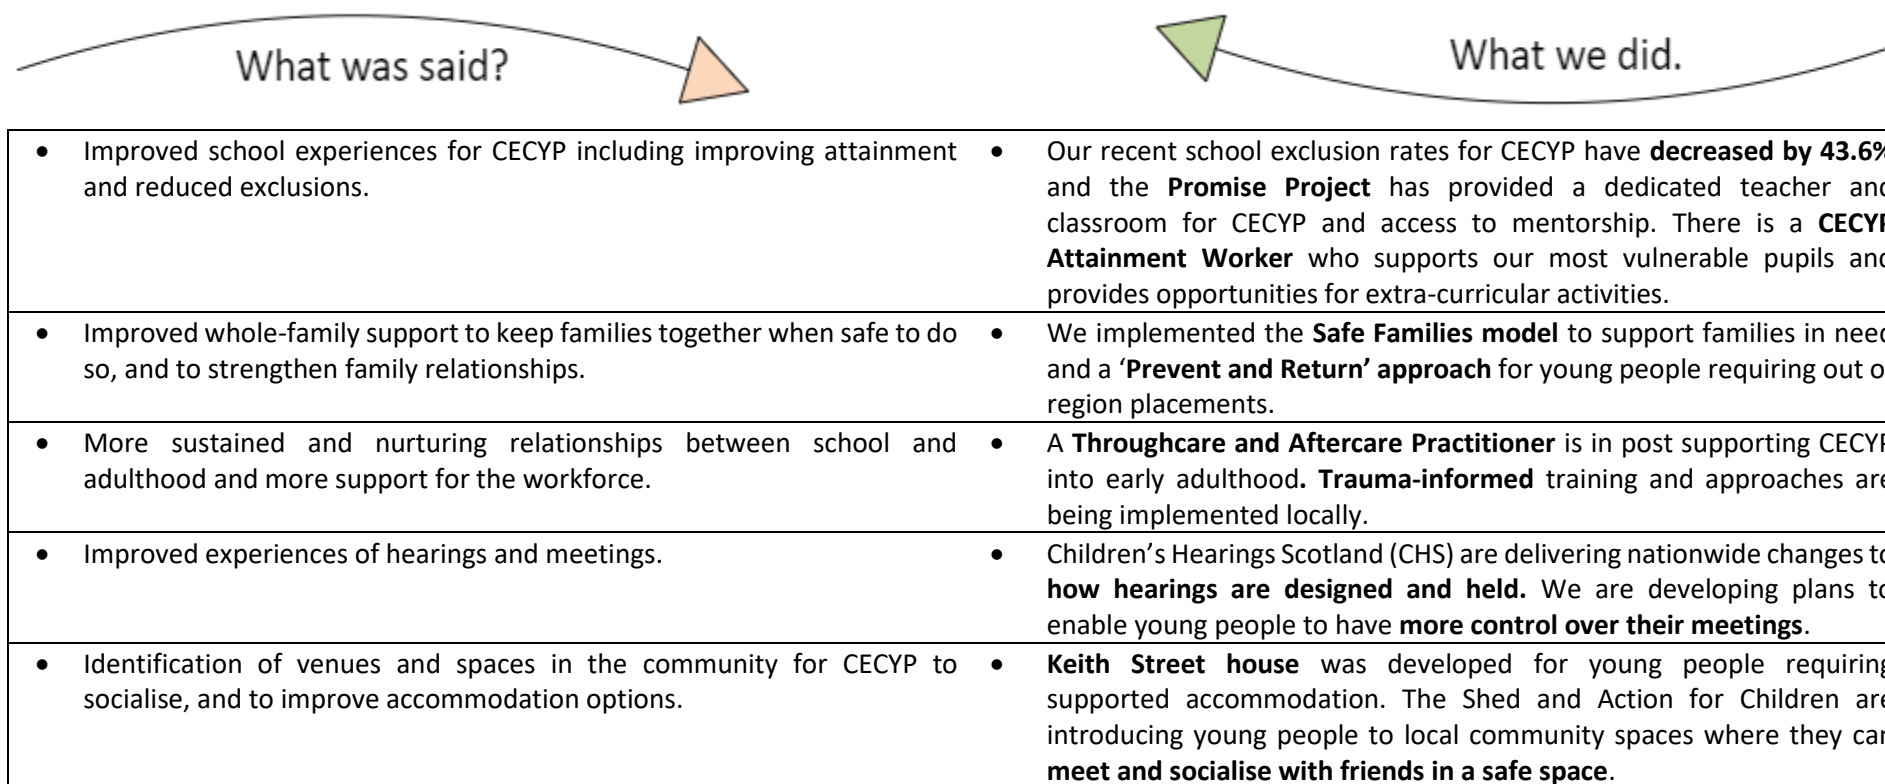 What was said?
What we did.
• Improved school experiences for CECYP including improving attainment
and reduced exclusions.
• Our recent school exclusion rates for CECYP have decreased by 43.6%
and the Promise Project has provided a dedicated teacher and
classroom for CECYP and access to mentorship. There is a CECYP
Attainment Worker who supports our most vulnerable pupils and
provides opportunities for extra-curricular activities.
• Improved whole-family support to keep families together when safe to do
so, and to strengthen family relationships.
• We implemented the Safe Families model to support families in need
and a ‘Prevent and Return’ approach for young people requiring out of
region placements.
• More sustained and nurturing relationships between school and
adulthood and more support for the workforce.
• A Throughcare and Aftercare Practitioner is in post supporting CECYP
into early adulthood. Trauma-informed training and approaches are
being implemented locally.
• Improved experiences of hearings and meetings.
• Children’s Hearings Scotland (CHS) are delivering nationwide changes to
how hearings are designed and held. We are developing plans to
enable young people to have more control over their meetings.
• Identification of venues and spaces in the community for CECYP to
socialise, and to improve accommodation options.
• Keith Street house was developed for young people requiring
supported accommodation. The Shed and Action for Children are
introducing young people to local community spaces where they can
meet and socialise with friends in a safe space.